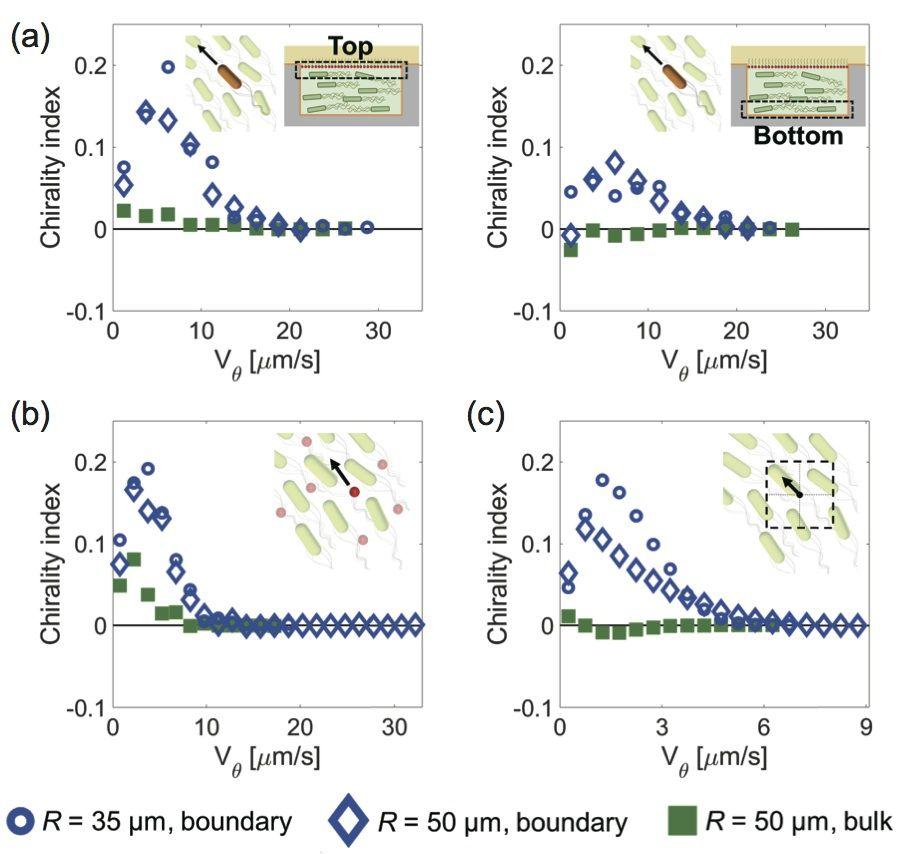 (a)
Top
Bottom
Chirality index
0.2
0.1
0
-0.1
0 10 20 30
V_θ [μm/s]
Chirality index
0.2
0.1
0
-0.1
0 10 20 30
V_θ [μm/s]
(b)
Chirality index
0.2
0.1
0
-0.1
0 10 20 30
V_θ [μm/s]
(c)
Chirality index
0.2
0.1
0
-0.1
0 3 6 9
V_θ [μm/s]
R = 35 μm, boundary R = 50 μm, boundary R = 50 μm, bulk